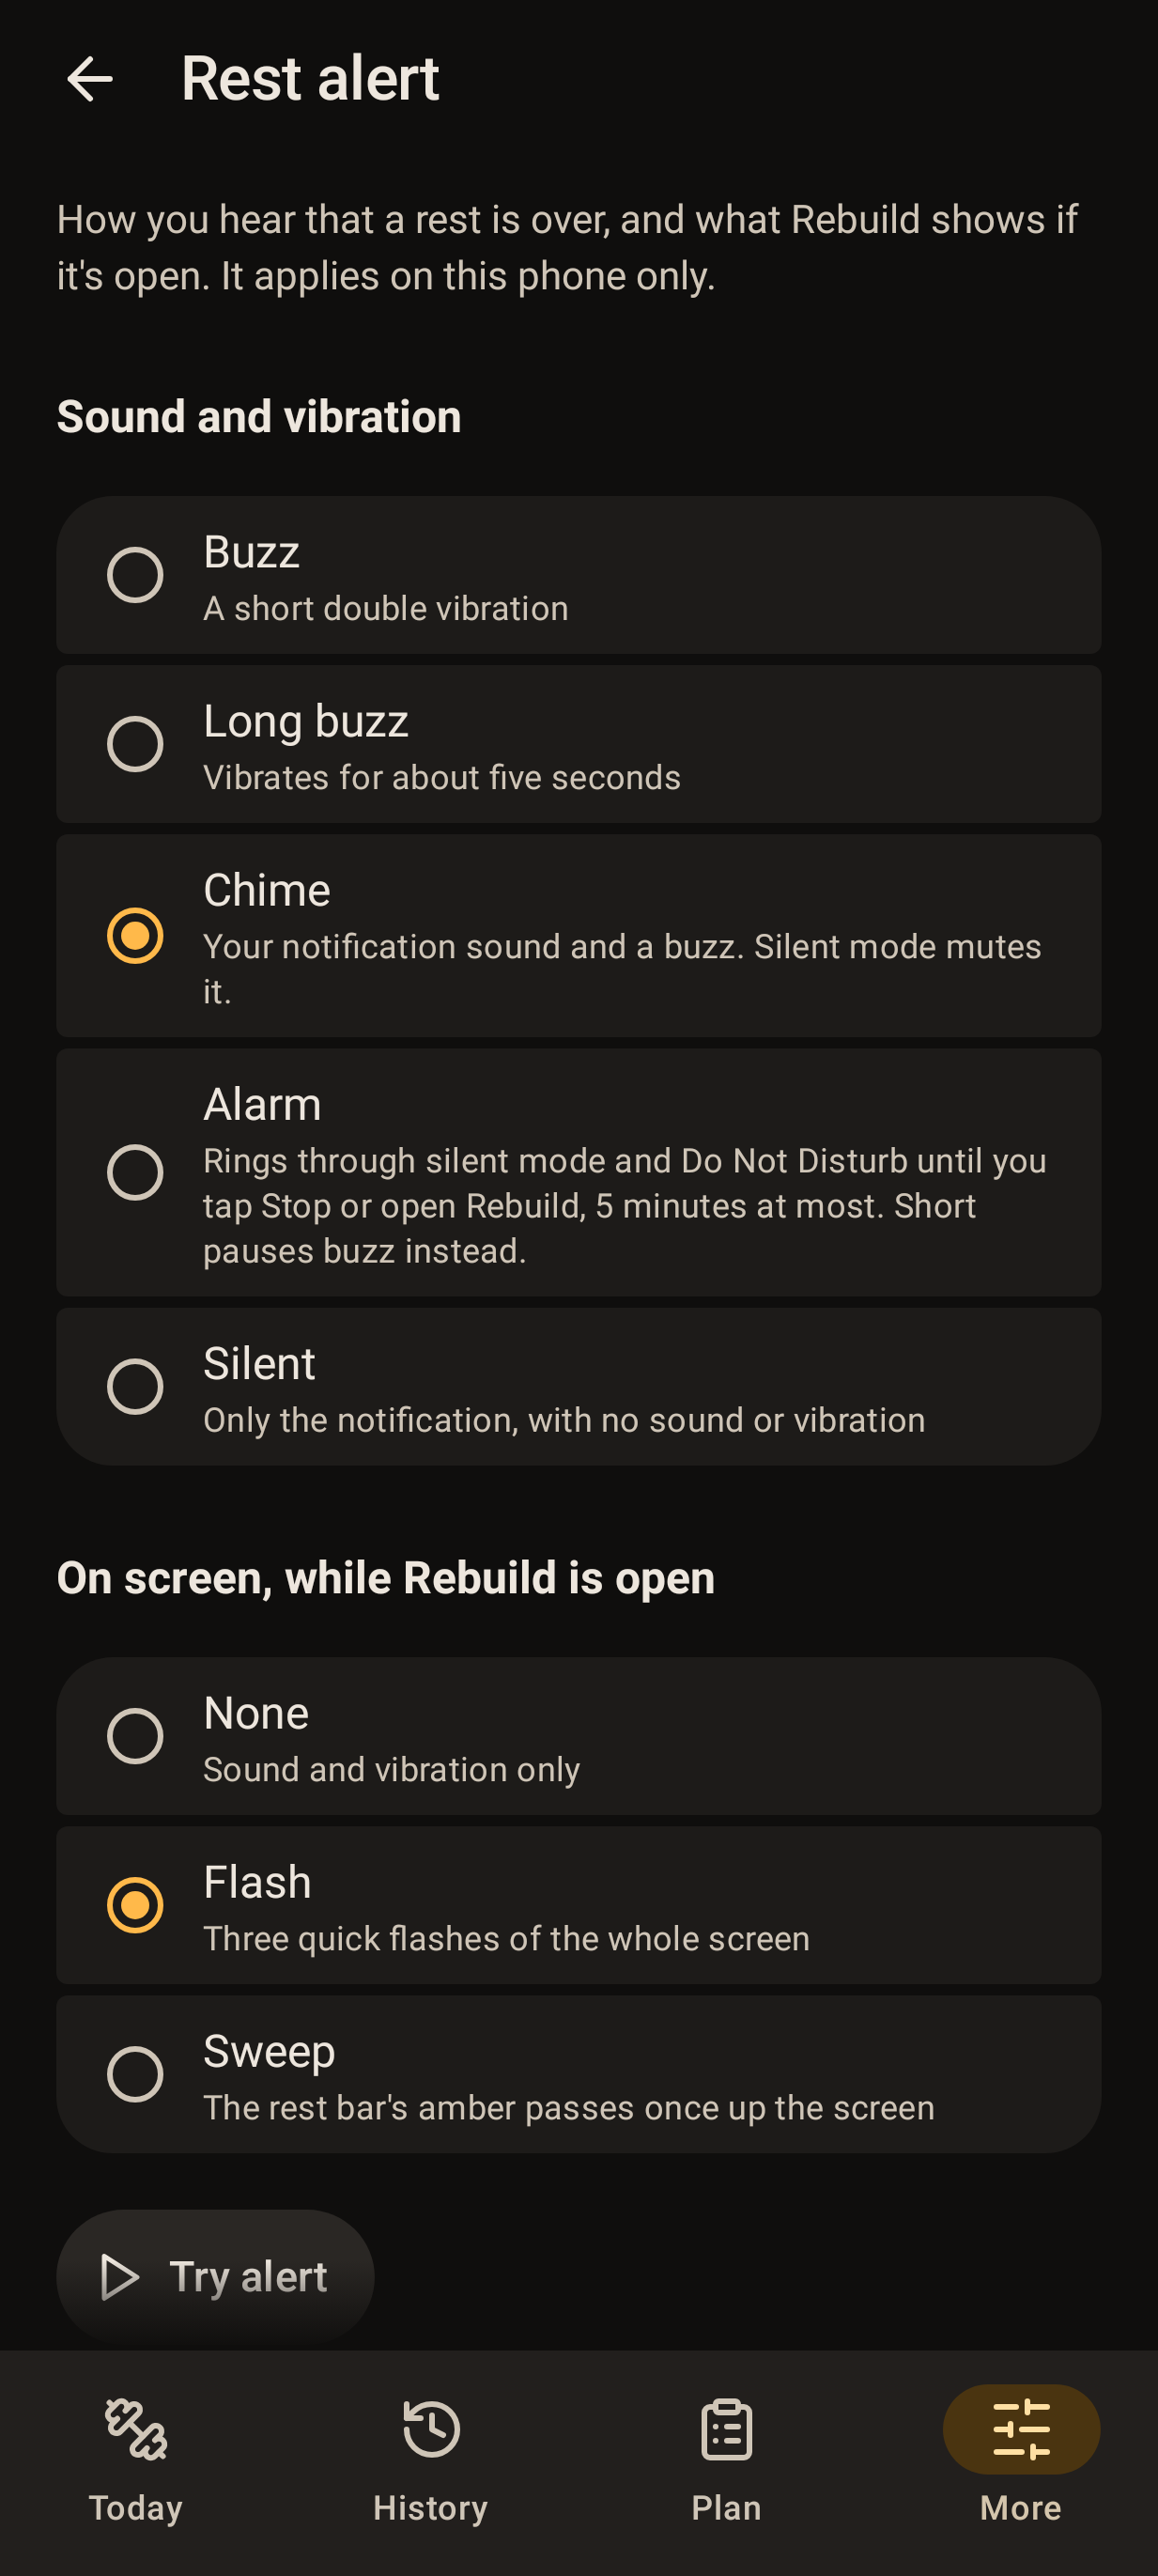 Rest alert
How you hear that a rest is over, and what Rebuild shows if
it's open. It applies on this phone only.
Sound and vibration
Buzz
A short double vibration
Long buzz
Vibrates for about five seconds
Chime
Your notification sound and a buzz. Silent mode mutes
it.
Alarm
Rings through silent mode and Do Not Disturb until you
tap Stop or open Rebuild, 5 minutes at most. Short
pauses buzz instead.
Silent
Only the notification, with no sound or vibration
On screen, while Rebuild is open
None
Sound and vibration only
Flash
Three quick flashes of the whole screen
Sweep
The rest bar's amber passes once up the screen
Try alert
Today History Plan More